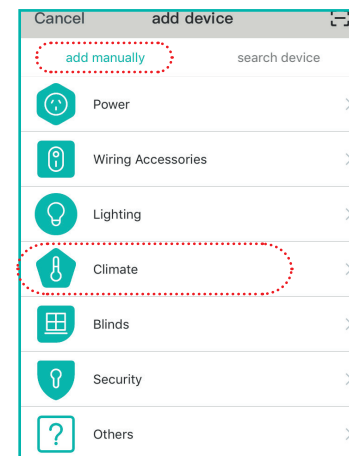 Cancel add device
add manually search device
Power
Wiring Accessories
Lighting
Climate
Blinds
Security
Others